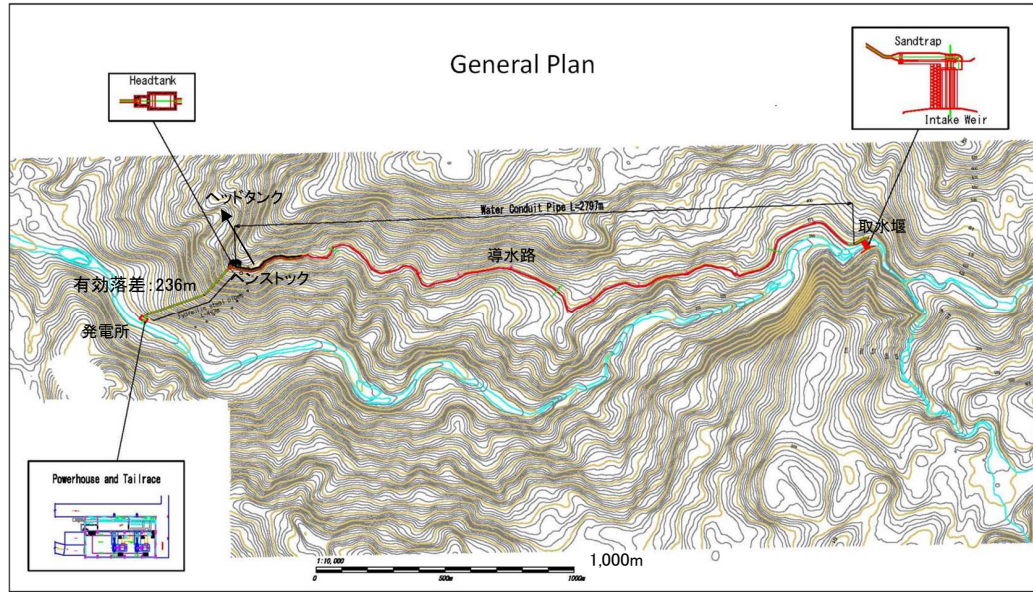 General Plan
Headtank
Sandtrap
Intake Weir
ヘッドタンク
Water Conduit Pipe L=2797m
取水堰
導水路
ペンストック
有効落差:236m
発電所
Powerhouse and Tailrace
1:10,000
1,000m
0
500m
1000m